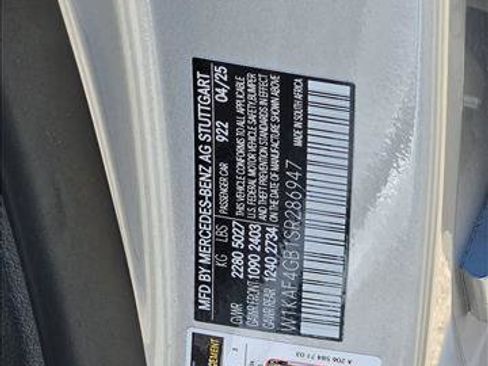 MFD BY MERCEDES-BENZ AG STUTTGART
KG LBS PASSENGER CAR 922 04/25
GVWR 2280 5027 THIS VEHICLE CONFORMS TO ALL APPLICABLE
GAWR FRONT 1090 2403 U.S. FEDERAL MOTOR VEHICLE SAFETY,BUMPER
GAWR REAR 1240 2734 AND THEFT PREVENTION STANDARDS IN EFFECT
ON THE DATE OF MANUFACTURE SHOWN ABOVE
W1KAF4GB1SR286947
MADE IN SOUTH AFRICA
A 206 584 71 03